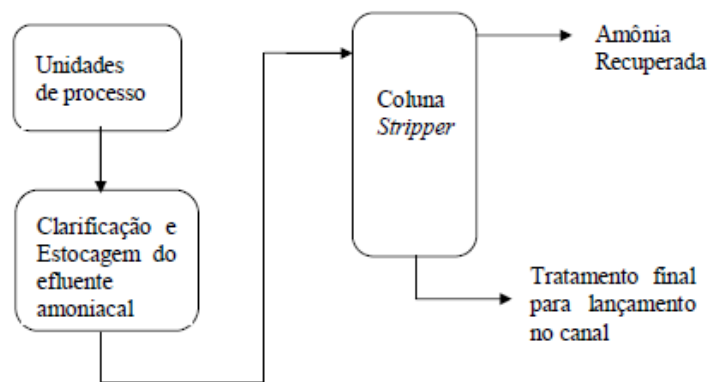 Unidades
de processo
Clarificação e
Estocagem do
efluente
amoniacal
Coluna
Stripper
Amônia
Recuperada
Tratamento final
para lançamento
no canal